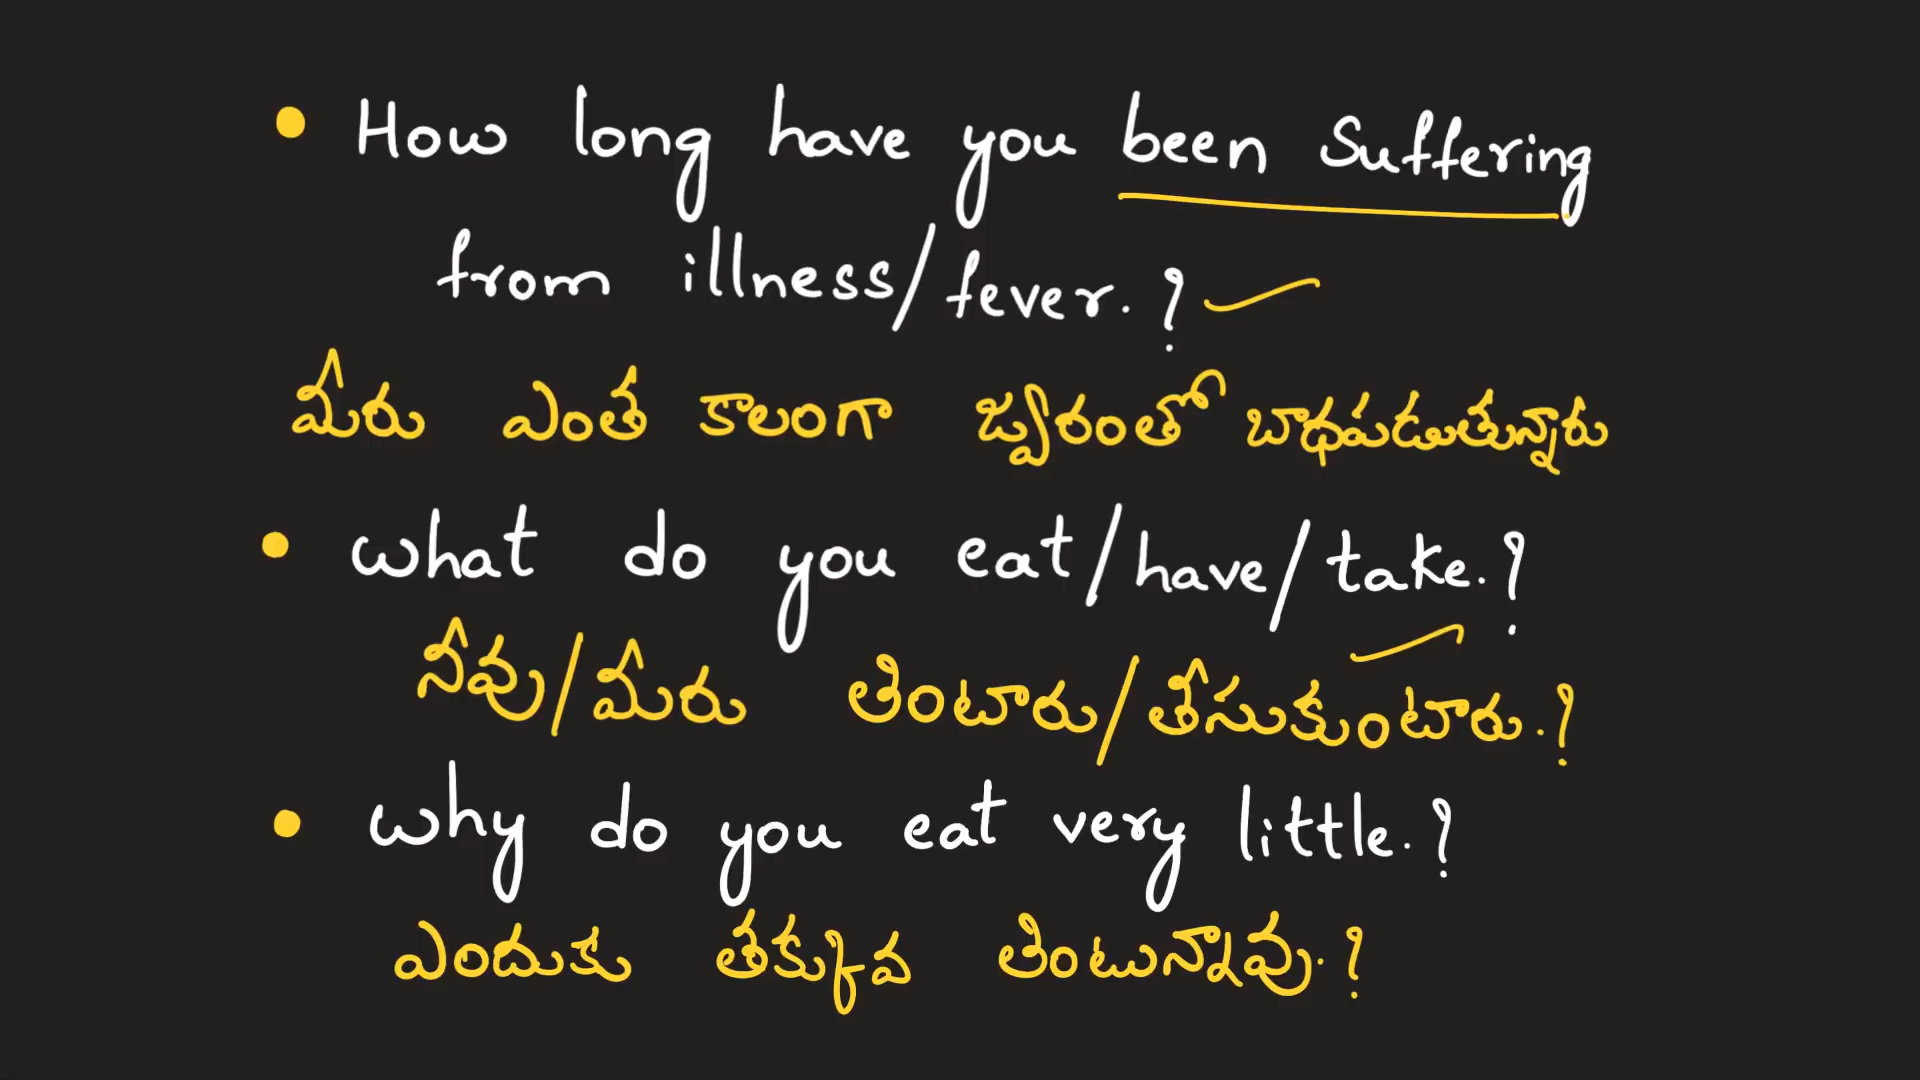 • How long have you been Suffering
from illness/fever.?
మీరు ఎంత కాలంగా జ్వరంతో బాధపడుతున్నారు
• what do you eat/have/take.?
నీవు/మీరు తింటారు/తీసుకుంటారు.?
• why do you eat very little.?
ఎందుకు తక్కువ తింటున్నావు.?